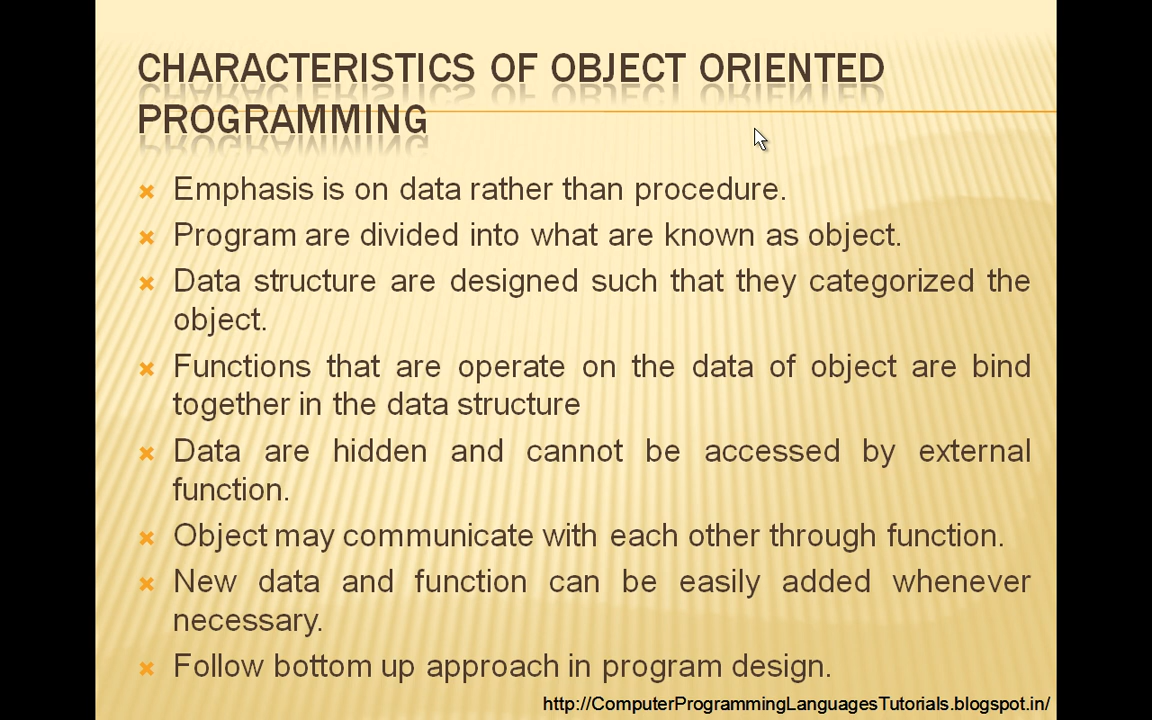 CHARACTERISTICS OF OBJECT ORIENTED
PROGRAMMING
Emphasis is on data rather than procedure.
Program are divided into what are known as object.
Data structure are designed such that they categorized the
object.
Functions that are operate on the data of object are bind
together in the data structure
Data are hidden and cannot be accessed by external
function.
Object may communicate with each other through function.
New data and function can be easily added whenever
necessary.
Follow bottom up approach in program design.
http://ComputerProgrammingLanguagesTutorials.blogspot.in/